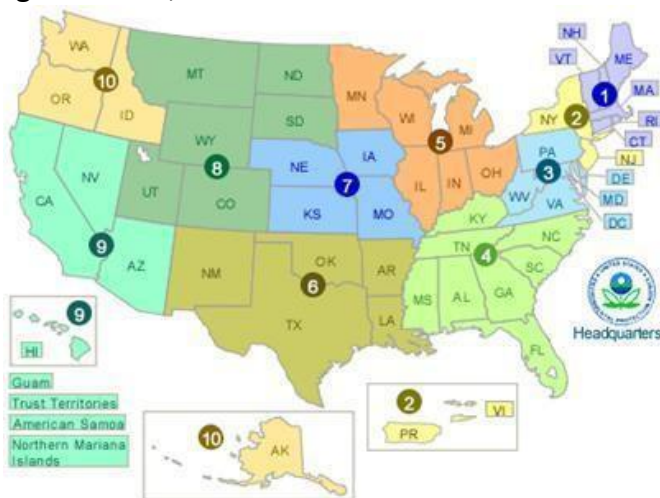 WA
MT
ND
MN
NH
ME
VT
10
1
MA
OR
ID
SD
WI
MI
NY
2
RI
CT
WY
5
PA
NJ
8
NE
IA
3
DE
NV
7
IL
IN
OH
WV
VA
MD
CA
UT
CO
KS
MO
KY
DC
NC
TN
4
9
AZ
NM
OK
AR
SC
6
MS
AL
GA
TX
LA
Headquarters
9
FL
HI
Guam
Trust Territories
American Samoa
Northern Mariana
Islands
10
AK
2
VI
PR